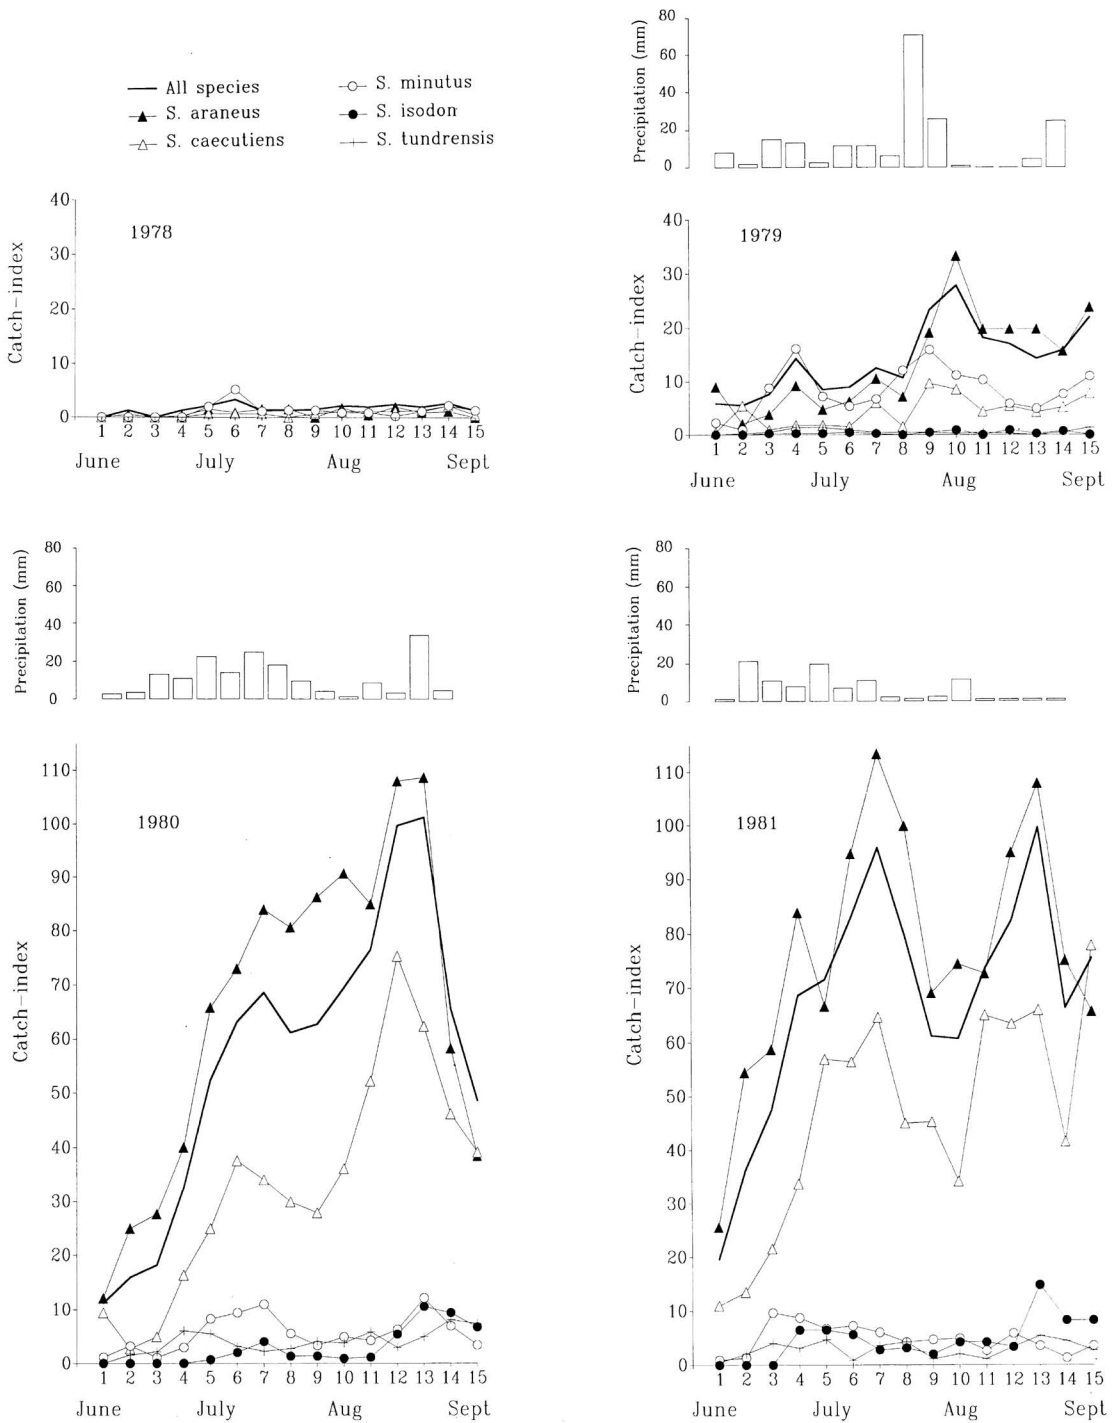 All species
S. araneus
S. caecutiens
S. minutus
S. isodon
S. tundrensis
40
30
20
10
0
Catch-index
1978
1 2 3 4 5 6 7 8 9 10 11 12 13 14 15
June July Aug Sept
80
60
40
20
0
Precipitation (mm)
40
30
20
10
0
Catch-index
1979
1 2 3 4 5 6 7 8 9 10 11 12 13 14 15
June July Aug Sept
80
60
40
20
0
Precipitation (mm)
110
100
90
80
70
60
50
40
30
20
10
0
Catch-index
1980
1 2 3 4 5 6 7 8 9 10 11 12 13 14 15
June July Aug Sept
80
60
40
20
0
Precipitation (mm)
110
100
90
80
70
60
50
40
30
20
10
0
Catch-index
1981
1 2 3 4 5 6 7 8 9 10 11 12 13 14 15
June July Aug Sept